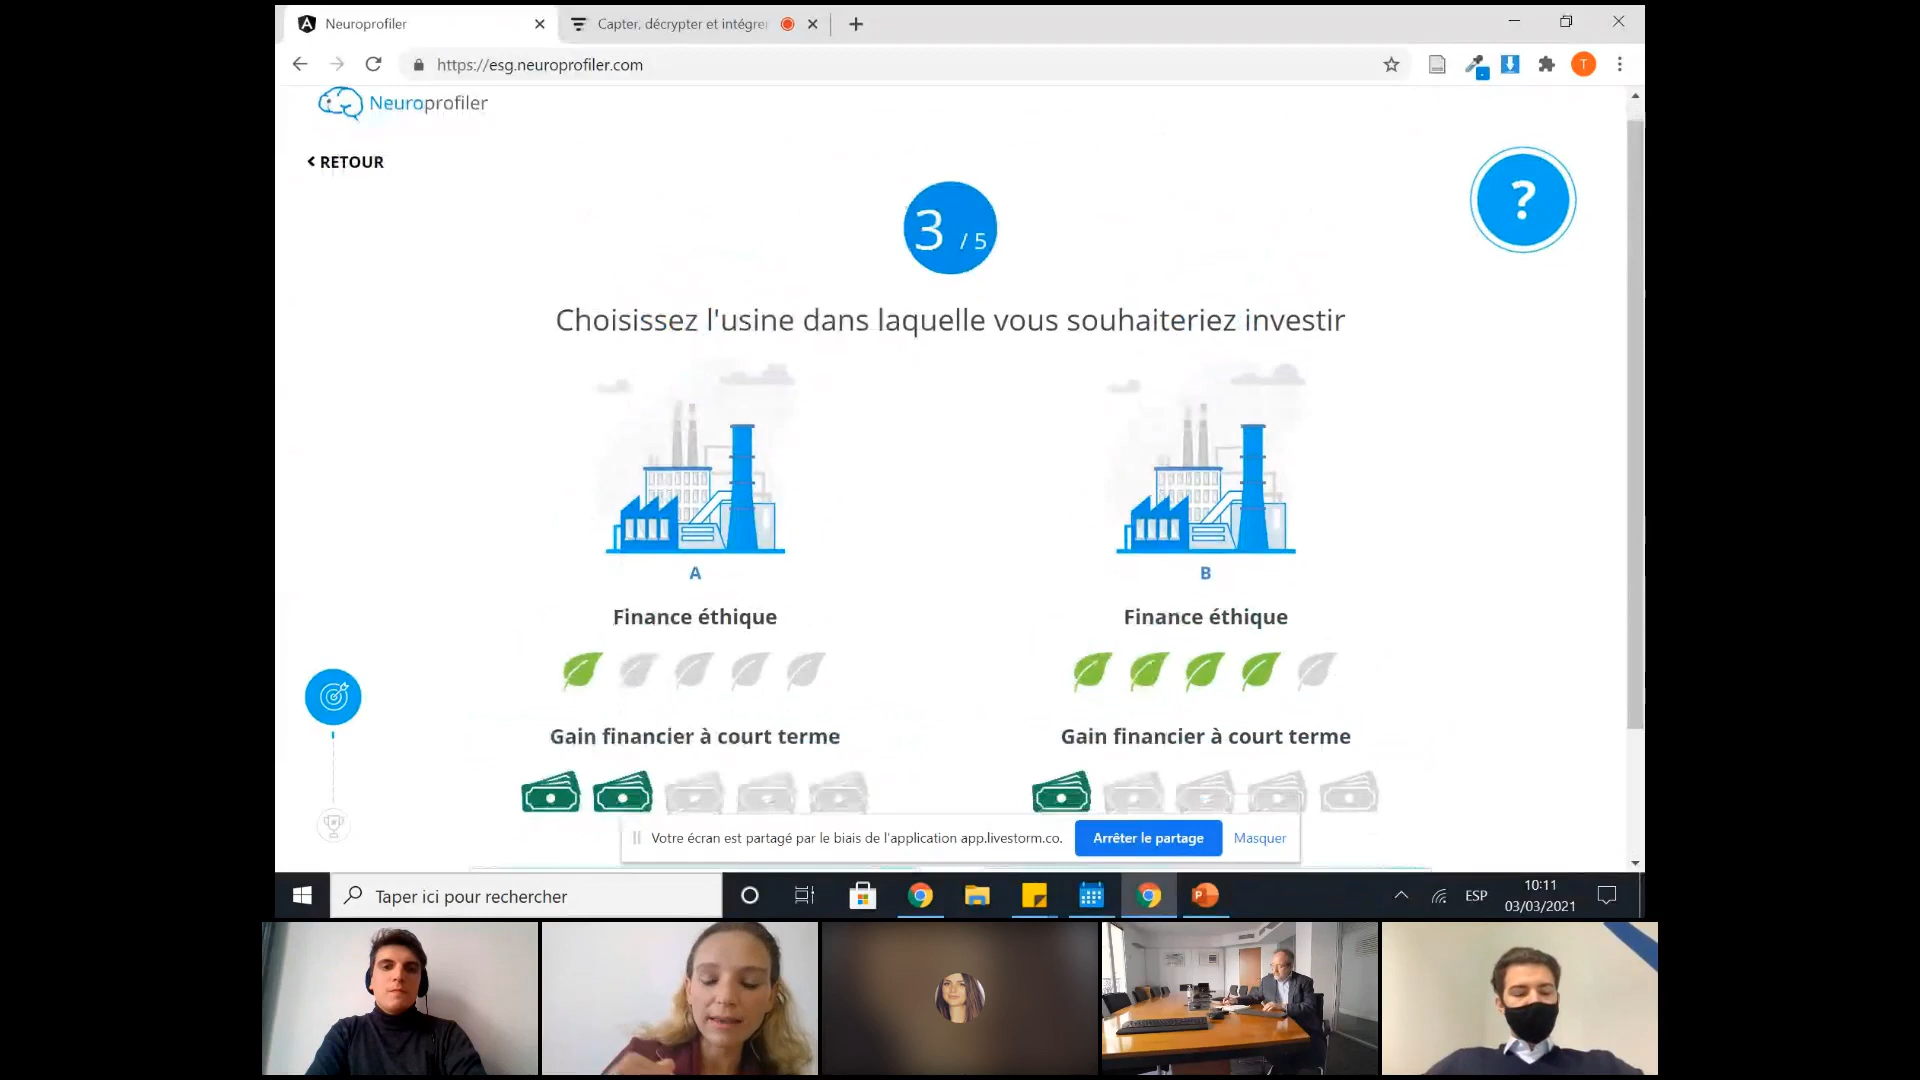 Neuroprofiler
Capter, décrypter et intégre
https://esg.neuroprofiler.com
T
Neuroprofiler
RETOUR
?
3 / 5
Choisissez l'usine dans laquelle vous souhaiteriez investir
A
B
Finance éthique
Finance éthique
Gain financier à court terme
Gain financier à court terme
Votre écran est partagé par le biais de l'application app.livestorm.co.
Arrêter le partage
Masquer
Taper ici pour rechercher
P
ESP
10:11
03/03/2021